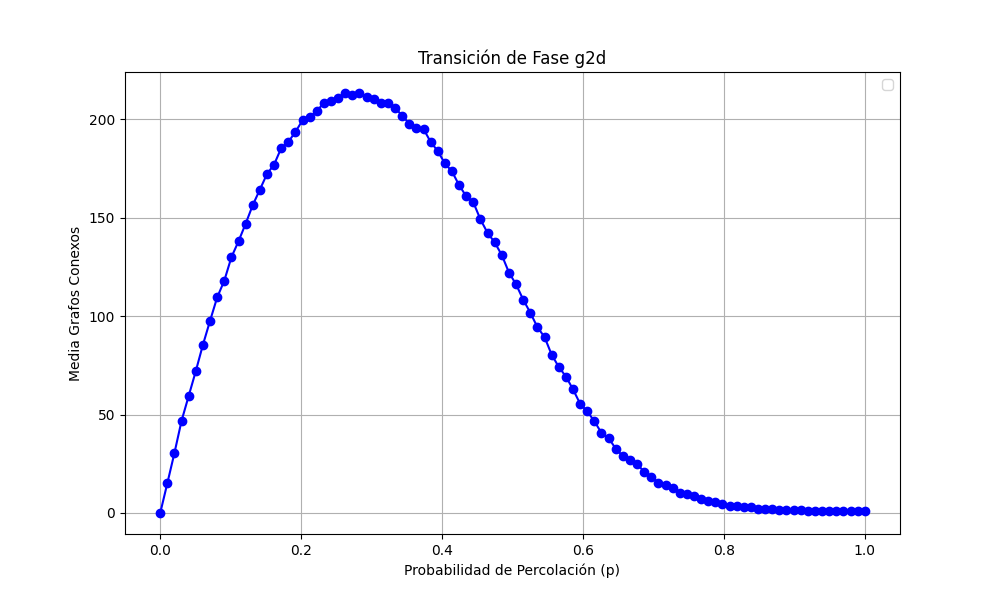 Transición de Fase g2d
Media Grafos Conexos
200
150
100
50
0
0.0 0.2 0.4 0.6 0.8 1.0
Probabilidad de Percolación (p)